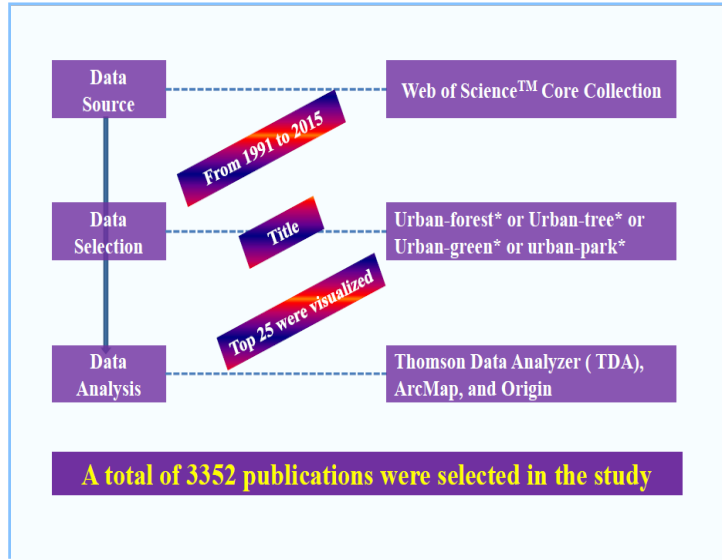 Data
Source
Web of Science™ Core Collection
From 1991 to 2015
Data
Selection
Title
Urban-forest* or Urban-tree* or
Urban-green* or urban-park*
Top 25 were visualized
Data
Analysis
Thomson Data Analyzer ( TDA),
ArcMap, and Origin
A total of 3352 publications were selected in the study